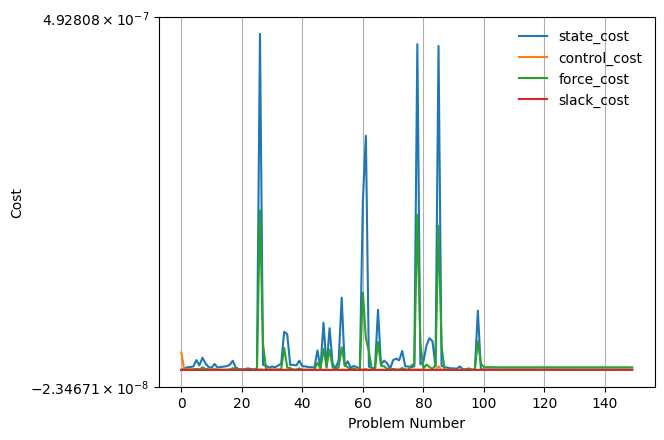 4.92808 × 10⁻⁷
state_cost
control_cost
force_cost
slack_cost
Cost
−2.34671 × 10⁻⁸
0 20 40 60 80 100 120 140
Problem Number